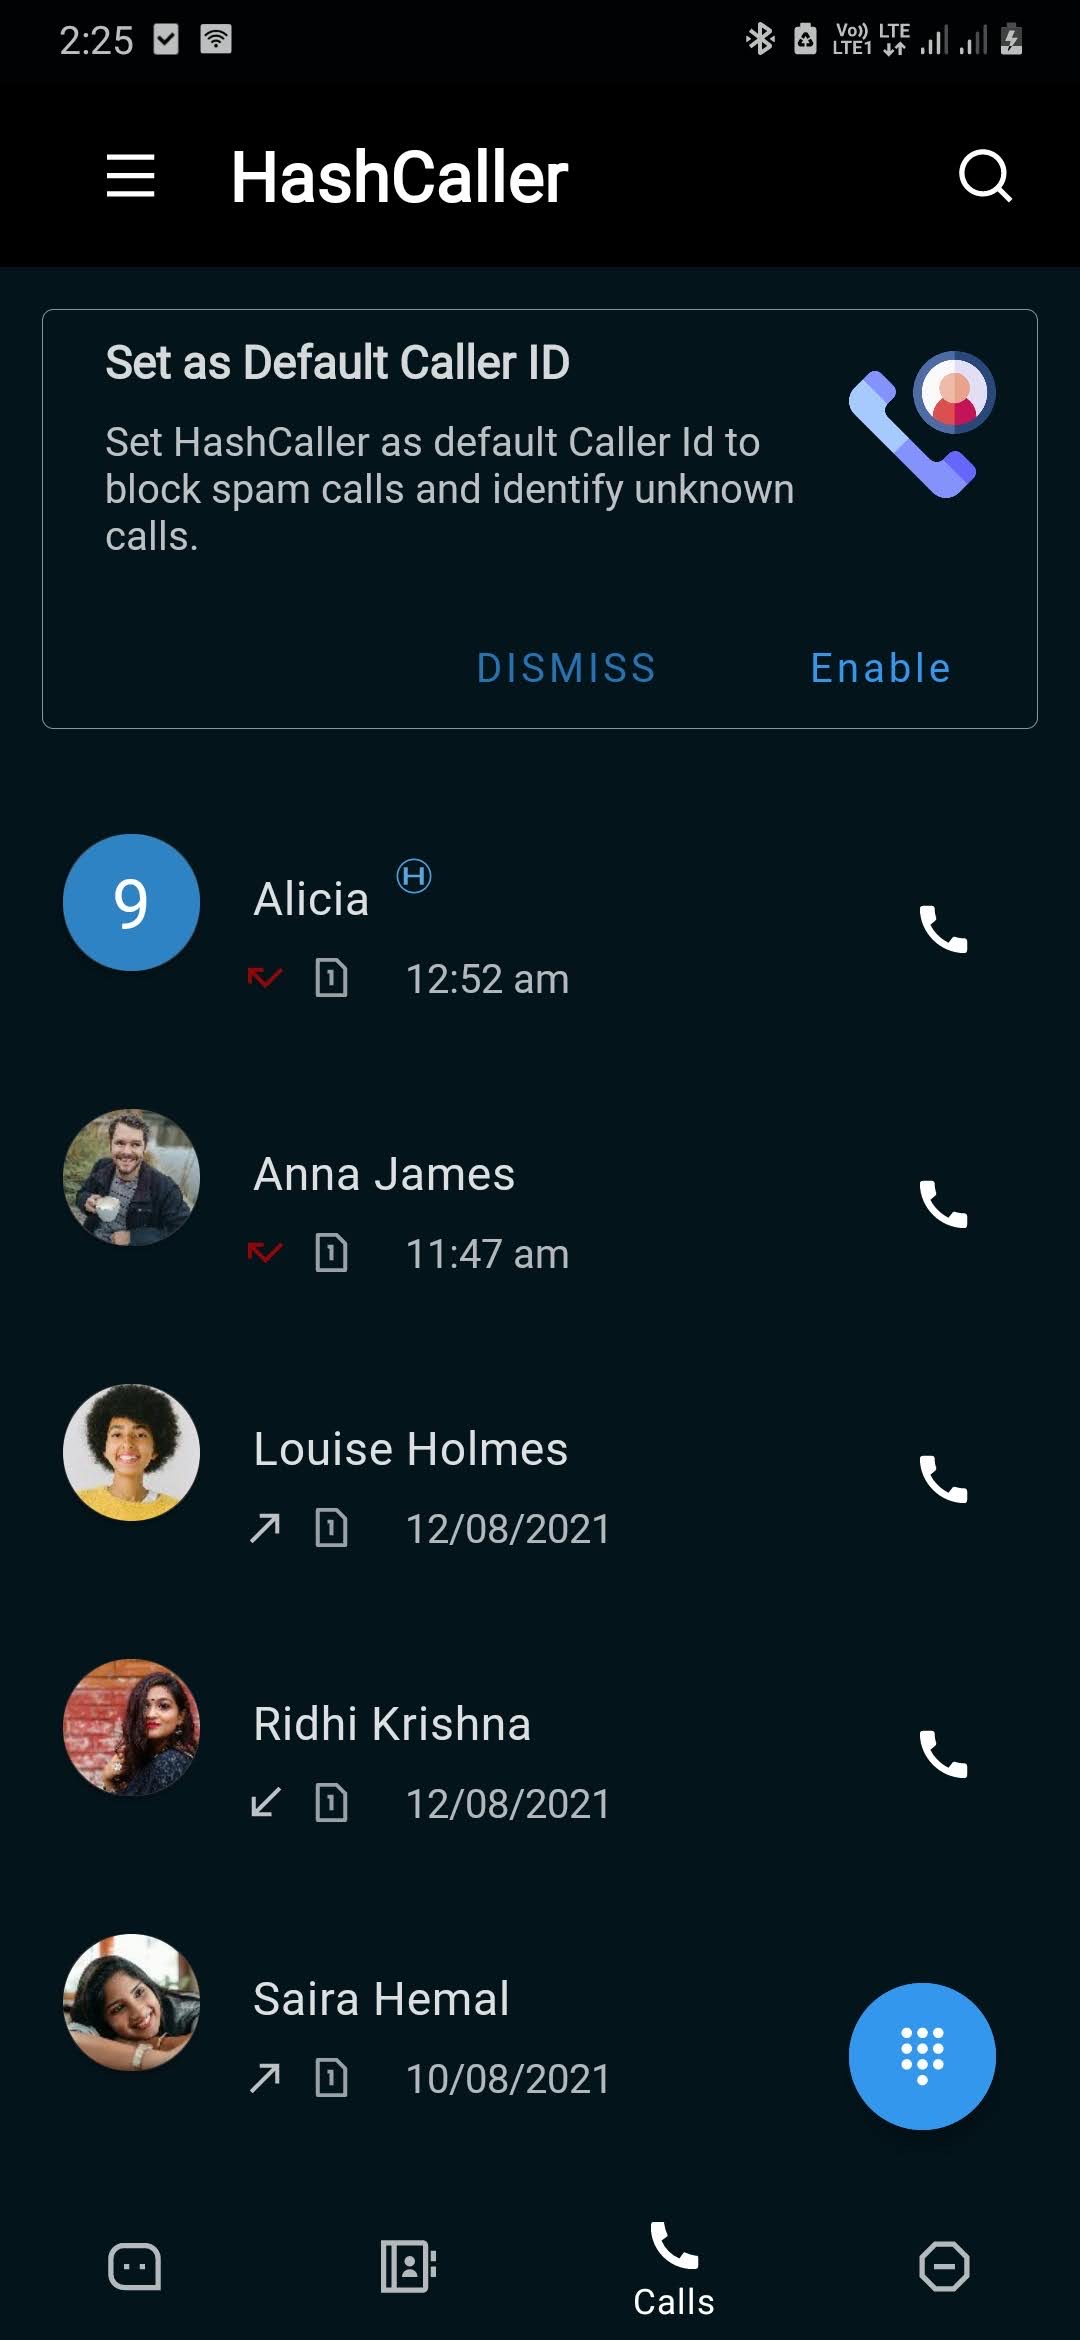 2:25 Vo)) LTE1 LTE
HashCaller
Set as Default Caller ID
Set HashCaller as default Caller Id to
block spam calls and identify unknown
calls.
DISMISS Enable
9 Alicia H
1 12:52 am
Anna James
1 11:47 am
Louise Holmes
1 12/08/2021
Ridhi Krishna
1 12/08/2021
Saira Hemal
1 10/08/2021
Calls